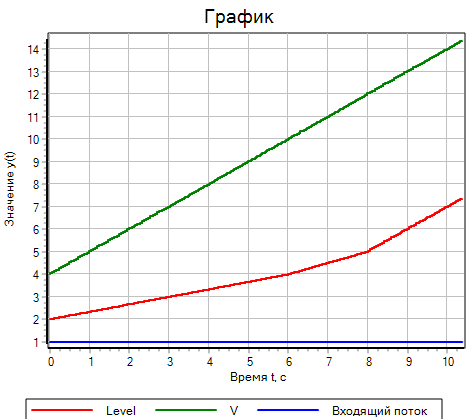 График
Значение y(t)
14
13
12
11
10
9
8
7
6
5
4
3
2
1
0 1 2 3 4 5 6 7 8 9 10
Время t, с
Level V Входящий поток